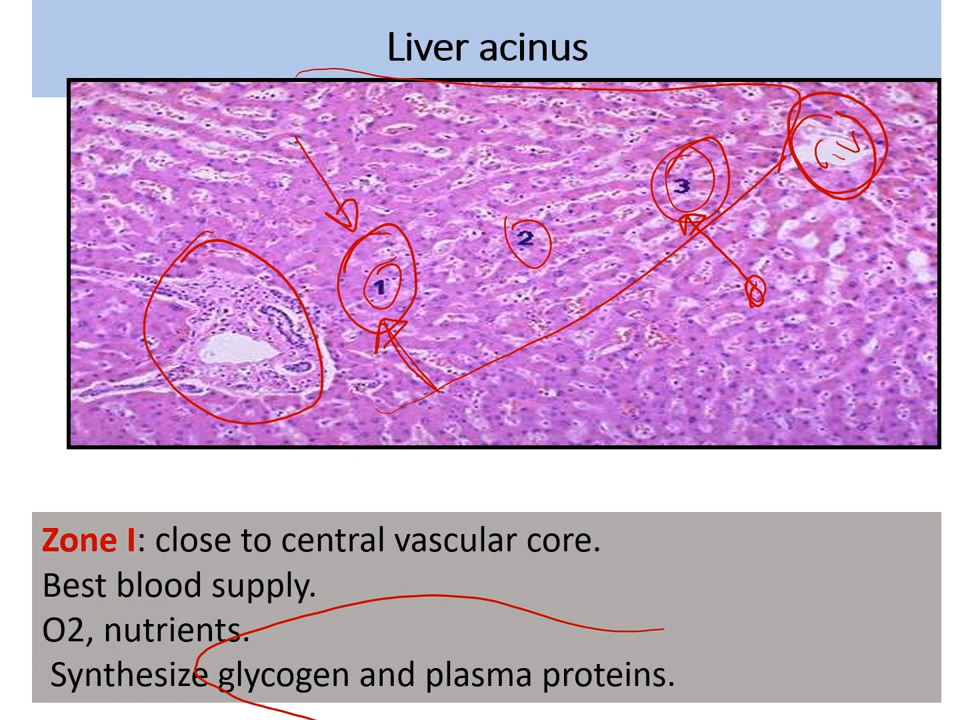 Liver acinus
3
C.V
2
1
Zone I: close to central vascular core.
Best blood supply.
O2, nutrients.
Synthesize glycogen and plasma proteins.